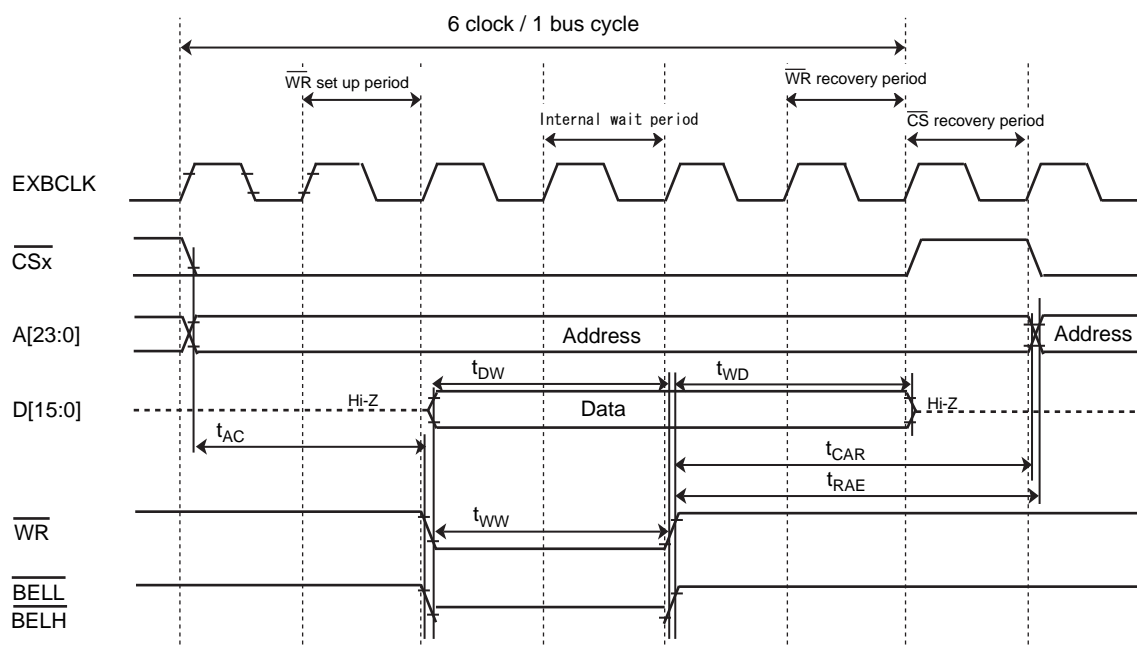 6 clock / 1 bus cycle
WR set up period
WR recovery period
Internal wait period
CS recovery period
EXBCLK
CSx
A[23:0]
Address
Address
tDW
tWD
D[15:0]
Hi-Z
Data
Hi-Z
tAC
tCAR
tRAE
WR
tWW
BELL
BELH